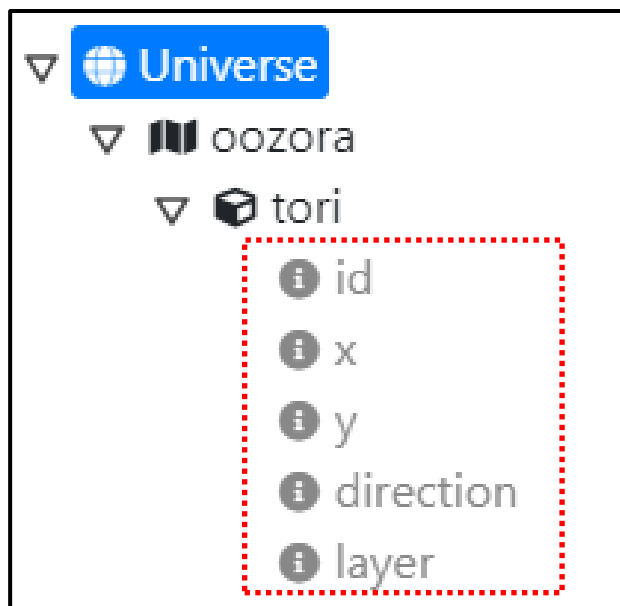 Universe
oozora
tori
id
x
y
direction
layer